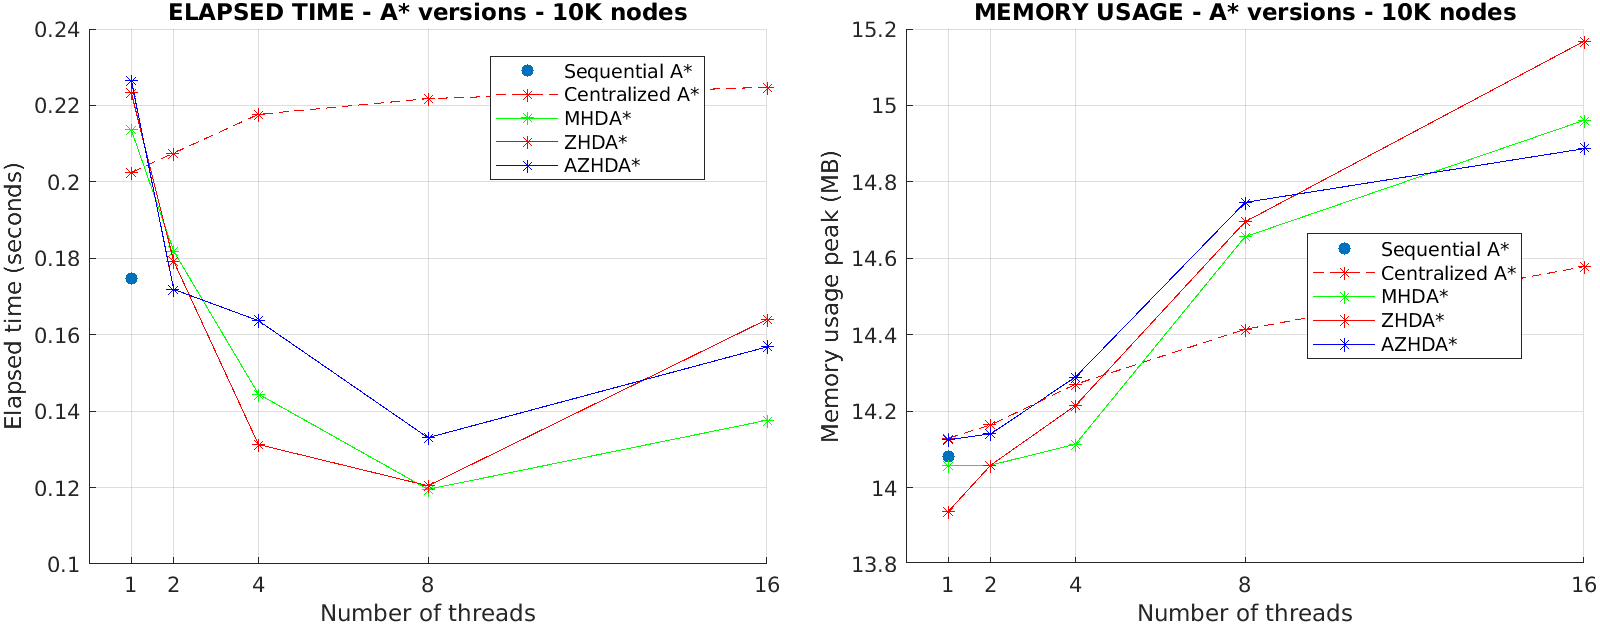 ELAPSED TIME - A* versions - 10K nodes
0.24
0.22
0.2
0.18
0.16
0.14
0.12
0.1
Elapsed time (seconds)
Sequential A*
Centralized A*
MHDA*
ZHDA*
AZHDA*
1 2 4 8 16
Number of threads
MEMORY USAGE - A* versions - 10K nodes
15.2
15
14.8
14.6
14.4
14.2
14
13.8
Memory usage peak (MB)
Sequential A*
Centralized A*
MHDA*
ZHDA*
AZHDA*
1 2 4 8 16
Number of threads